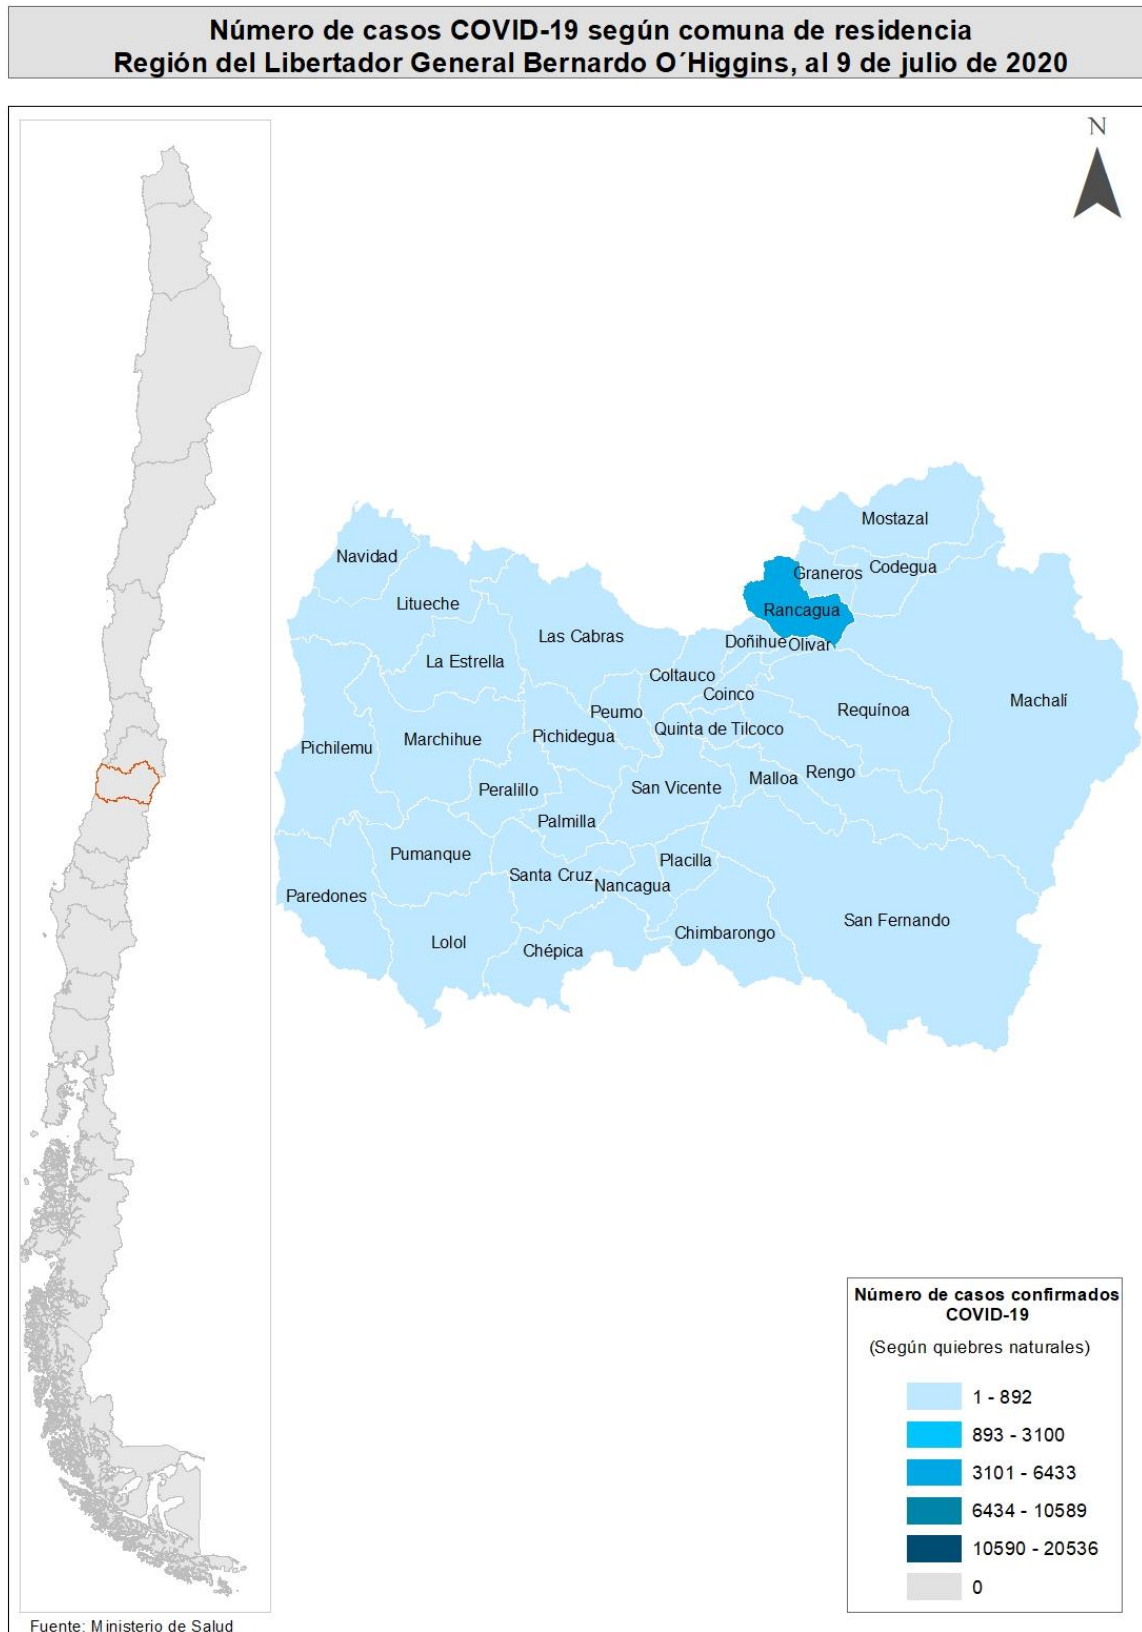 Número de casos COVID-19 según comuna de residencia
Región del Libertador General Bernardo O´Higgins, al 9 de julio de 2020
N
Mostazal
Navidad
Graneros
Codegua
Litueche
Rancagua
Las Cabras
Doñihue
Olivar
La Estrella
Coltauco
Coinco
Machalí
Peumo
Requínoa
Pichilemu
Marchihue
Pichidegua
Quinta de Tilcoco
Rengo
Malloa
Peralillo
San Vicente
Palmilla
Pumanque
Placilla
Santa Cruz
Nancagua
Paredones
San Fernando
Chimbarongo
Lolol
Chépica
Número de casos confirmados
COVID-19
(Según quiebres naturales)
1 - 892
893 - 3100
3101 - 6433
6434 - 10589
10590 - 20536
0
Fuente: Ministerio de Salud